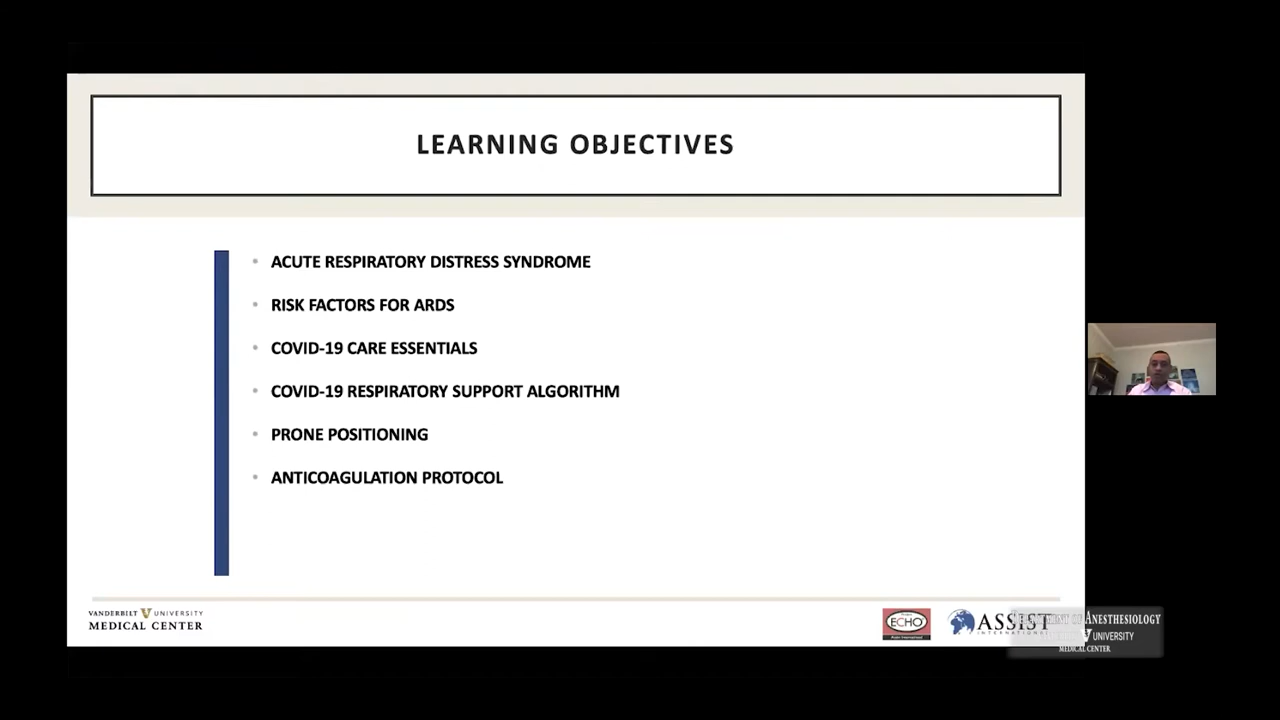 LEARNING OBJECTIVES
• ACUTE RESPIRATORY DISTRESS SYNDROME
• RISK FACTORS FOR ARDS
• COVID-19 CARE ESSENTIALS
• COVID-19 RESPIRATORY SUPPORT ALGORITHM
• PRONE POSITIONING
• ANTICOAGULATION PROTOCOL
VANDERBILT V UNIVERSITY
MEDICAL CENTER
ECHO
ASSIST
OF ANESTHESIOLOGY
V UNIVERSITY
MEDICAL CENTER